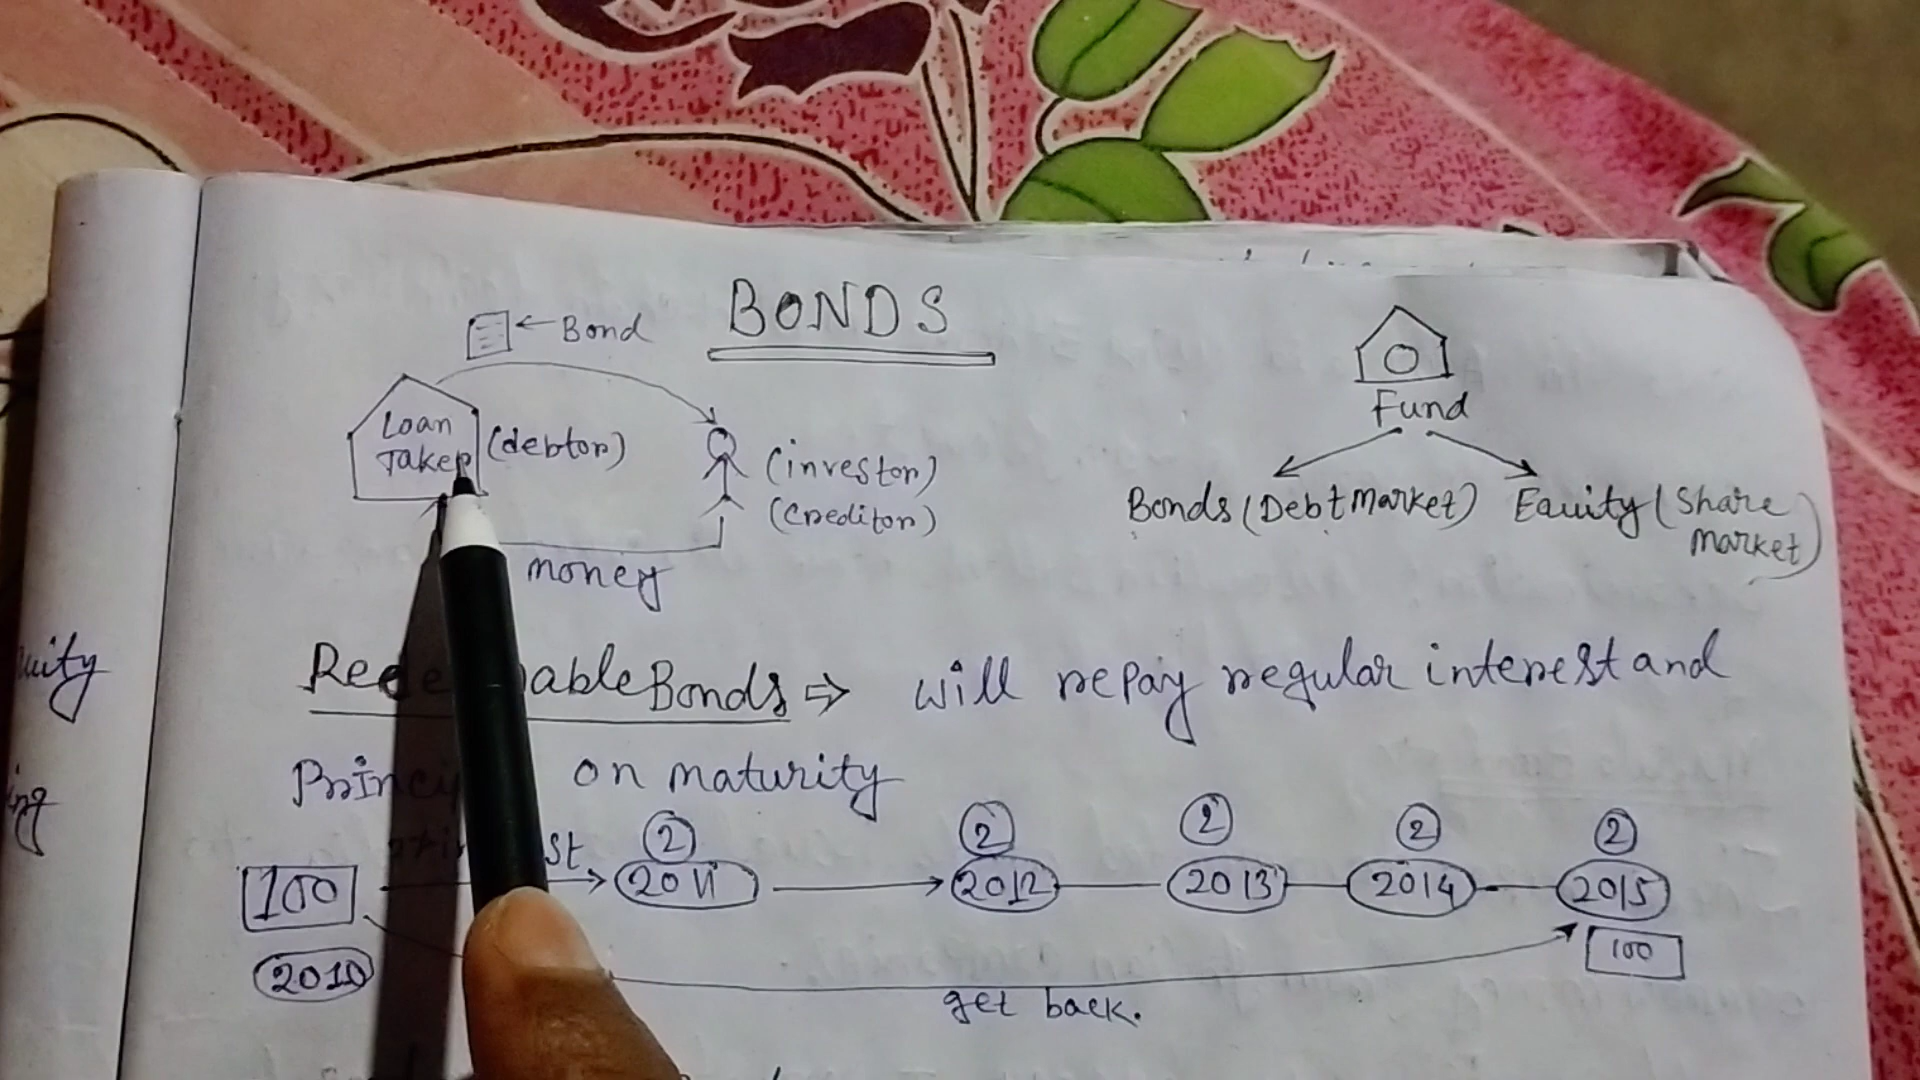 BONDS
Bond
Loan
Taker
(debtor)
(investor)
(Creditor)
money
Fund
Bonds (Debt Market)
Equity (Share
Market)
Bonds ⇒ will repay regular interest and
on maturity
2 2 2 2 2
100 → 2011 → 2012 2013 2014 2015
2010
100
get back.